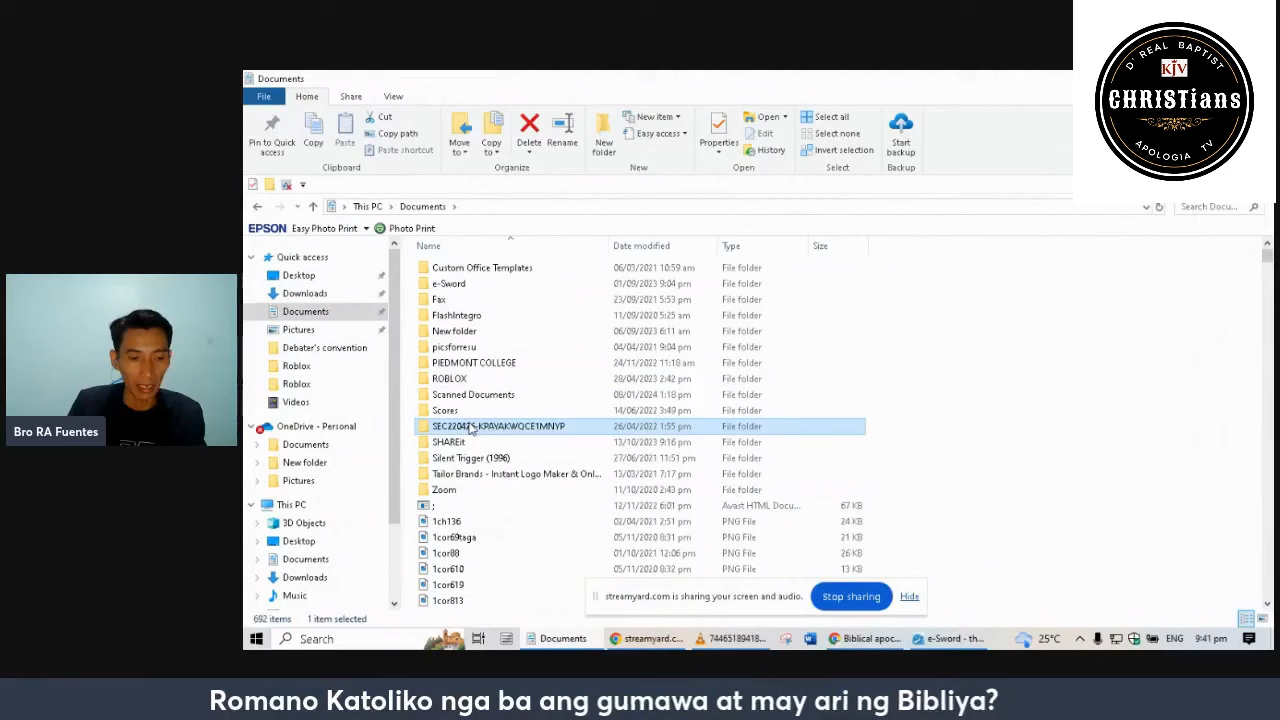 D' REAL BAPTIST
KJV
CHRISTians
APOLOGIA TV
Documents
File Home Share View
Pin to Quick access
Copy
Paste
Cut
Copy path
Paste shortcut
Clipboard
Move to
Copy to
Delete
Rename
Organize
New folder
New item
Easy access
New
Properties
Open
Edit
History
Open
Select all
Select none
Invert selection
Select
Start backup
Backup
This PC > Documents >
Search Docu...
EPSON Easy Photo Print Photo Print
Name Date modified Type Size
Quick access
Desktop
Downloads
Documents
Pictures
Debater's convention
Roblox
Roblox
Videos
OneDrive - Personal
Documents
New folder
Pictures
This PC
3D Objects
Desktop
Documents
Downloads
Music
Custom Office Templates 06/03/2021 10:59 am File folder
e-Sword 01/09/2023 9:04 pm File folder
Fax 23/09/2021 5:53 pm File folder
FlashIntegro 11/09/2020 5:25 am File folder
New folder 06/09/2023 6:11 am File folder
picsforresu 04/04/2021 9:04 pm File folder
PIEDMONT COLLEGE 24/11/2022 11:18 am File folder
ROBLOX 28/04/2023 2:42 pm File folder
Scanned Documents 08/01/2024 1:18 pm File folder
Scores 14/06/2022 3:49 pm File folder
26/04/2022 1:55 pm File folder
SHAREit 13/10/2023 9:16 pm File folder
Silent Trigger (1996) 27/06/2021 11:51 pm File folder
Tailor Brands - Instant Logo Maker & Onl... 13/03/2021 7:17 pm File folder
Zoom 11/10/2020 2:43 pm File folder
; 12/11/2022 6:01 pm Avast HTML Docu... 67 KB
1ch136 02/04/2021 2:51 pm PNG File 24 KB
1cor69taga 05/11/2020 8:31 pm PNG File 21 KB
1cor88 01/10/2021 12:06 pm PNG File 26 KB
1cor610 05/11/2020 8:32 pm PNG File 13 KB
1cor619
1cor813
streamyard.com is sharing your screen and audio. Stop sharing Hide
692 items 1 item selected
Search
Documents
streamyard.c...
74465189418...
Biblical apoc...
e-Sword - th...
25°C
ENG
9:41 pm
Bro RA Fuentes
Romano Katoliko nga ba ang gumawa at may ari ng Bibliya?